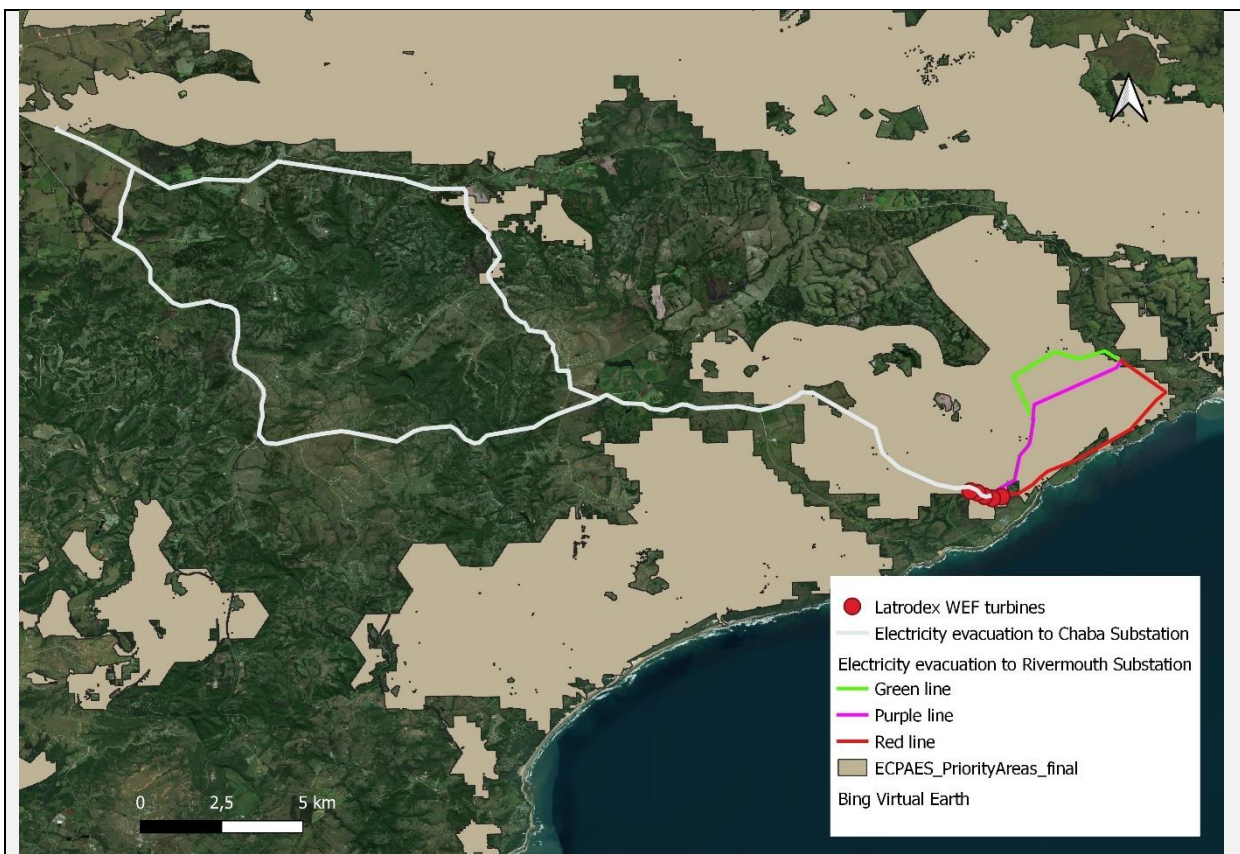 Latrodex WEF turbines
Electricity evacuation to Chaba Substation
Electricity evacuation to Rivermouth Substation
Green line
Purple line
Red line
ECPAES_PriorityAreas_final
Bing Virtual Earth
0 2,5 5 km